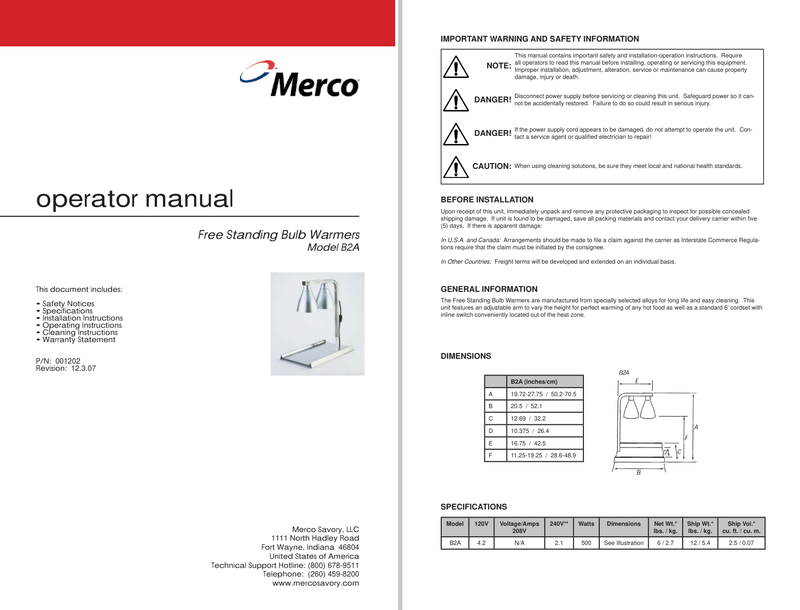 Merco
operator manual
Free Standing Bulb Warmers
Model B2A
This document includes:
• Safety Notices
• Specifications
• Installation Instructions
• Operating Instructions
• Cleaning Instructions
• Warranty Statement
P/N: 001202
Revision: 12.3.07
Merco Savory, LLC
1111 North Hadley Road
Fort Wayne, Indiana 46804
United States of America
Technical Support Hotline: (800) 678-9511
Telephone: (260) 459-8200
www.mercosavory.com
IMPORTANT WARNING AND SAFETY INFORMATION
NOTE: This manual contains important safety and installation-operation instructions. Require
all operators to read this manual before installing, operating or servicing this equipment.
Improper installation, adjustment, alteration, service or maintenance can cause property
damage, injury or death.
DANGER! Disconnect power supply before servicing or cleaning this unit. Safeguard power so it can-
not be accidentally restored. Failure to do so could result in serious injury.
DANGER! If the power supply cord appears to be damaged, do not attempt to operate the unit. Con-
tact a service agent or qualified electrician to repair!
CAUTION: When using cleaning solutions, be sure they meet local and national health standards.
BEFORE INSTALLATION
Upon receipt of this unit, immediately unpack and remove any protective packaging to inspect for possible concealed
shipping damage. If unit is found to be damaged, save all packing materials and contact your delivery carrier within five
(5) days. If there is apparent damage:
In U.S.A. and Canada: Arrangements should be made to file a claim against the carrier as Interstate Commerce Regula-
tions require that the claim must be initiated by the consignee.
In Other Countries: Freight terms will be developed and extended on an individual basis.
GENERAL INFORMATION
The Free Standing Bulb Warmers are manufactured from specially selected alloys for long life and easy cleaning. This
unit features an adjustable arm to vary the height for perfect warming of any hot food as well as a standard 6' cordset with
inline switch conveniently located out of the heat zone.
DIMENSIONS
B2A (inches/cm)
A 19.72-27.75 / 50.2-70.5
B 20.5 / 52.1
C 12.69 / 32.2
D 10.375 / 26.4
E 16.75 / 42.5
F 11.25-19.25 / 28.6-48.9
B2A
E
A
F
D
C
B
SPECIFICATIONS
Model 120V Voltage/Amps 240V** Watts Dimensions Net Wt.* Ship Wt.* Ship Vol.*
208V lbs. / kg. lbs. / kg. cu. ft. / cu. m.
B2A 4.2 N/A 2.1 500 See Illustration 6 / 2.7 12 / 5.4 2.5 / 0.07